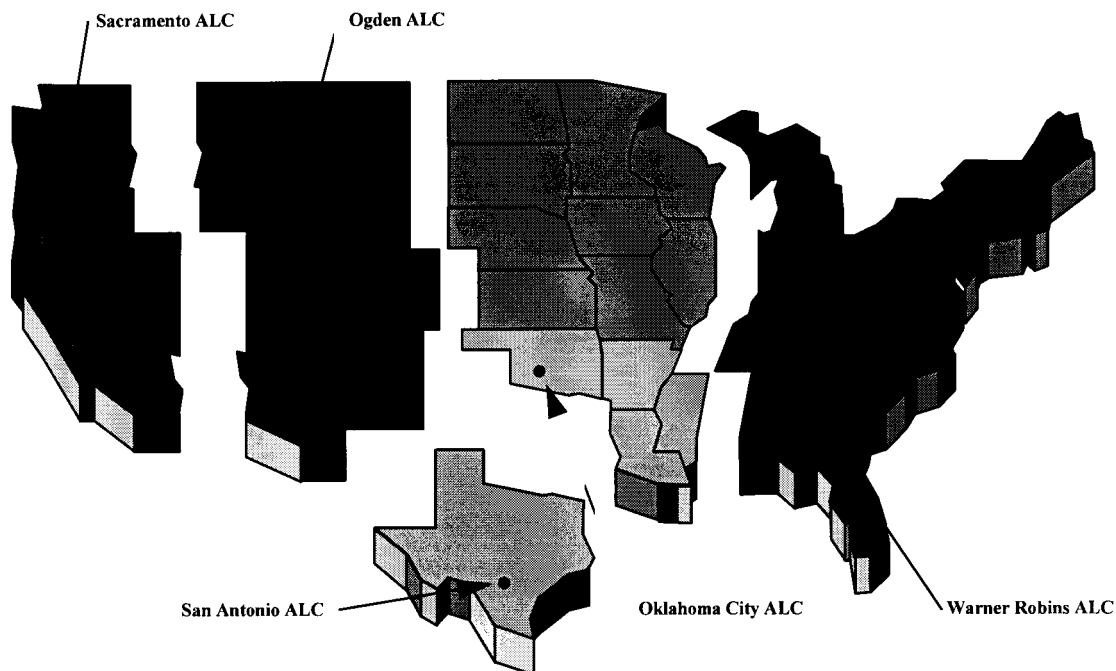 Sacramento ALC
Ogden ALC
San Antonio ALC
Oklahoma City ALC
Warner Robins ALC